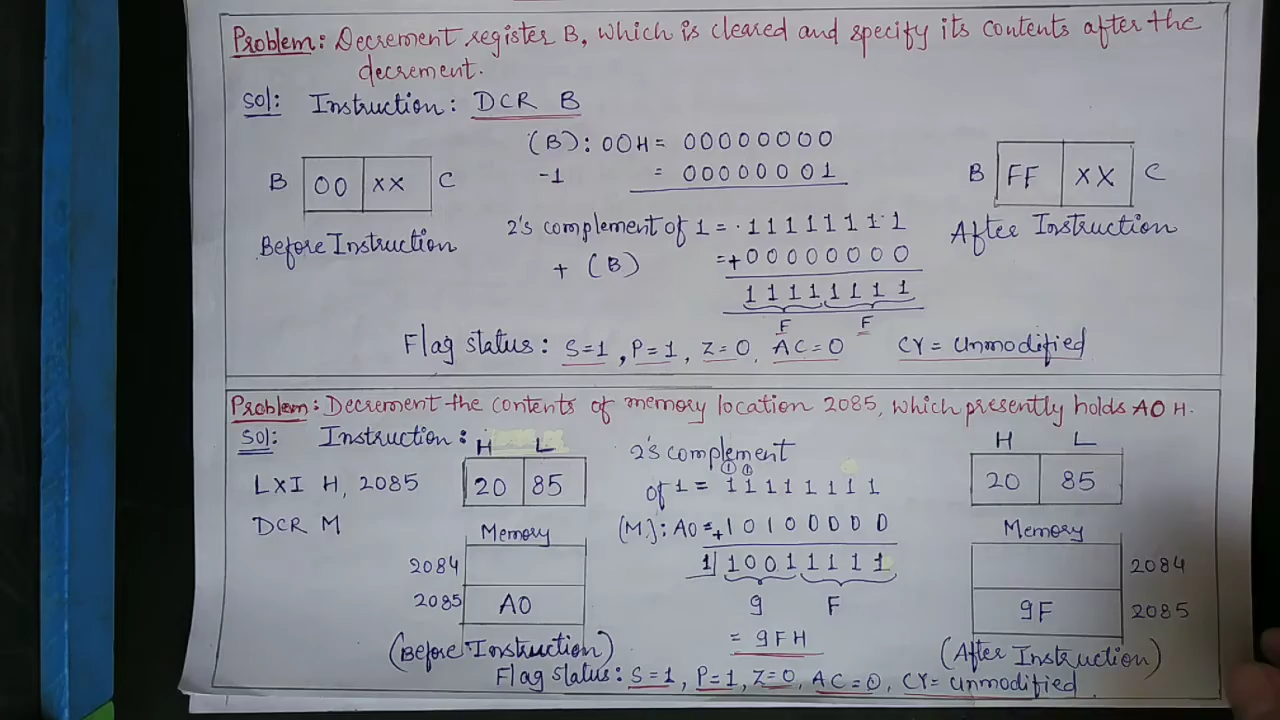 Problem: Decrement register B, which is cleared and specify its contents after the
decrement.
Sol: Instruction: DCR B
(B): 00H = 00000000
-1 = 00000001
B 00 XX C
Before Instruction
2's complement of 1 = 11111111
+ (B) = +00000000
11111111
F F
B FF XX C
After Instruction
Flag status: S=1, P=1, Z=0, AC=0 CY = Unmodified
Problem: Decrement the contents of memory location 2085, which presently holds A0 H.
Sol: Instruction:
LXI H, 2085
DCR M
H L
20 85
Memory
2084
2085 A0
(Before Instruction)
2's complement
1 1
of 1 = 11111111
(M): A0 = +10100000
1 10011111
9 F
= 9FH
H L
20 85
Memory
2084
9F 2085
(After Instruction)
Flag status: S=1, P=1, Z=0, AC=0, CY = Unmodified.